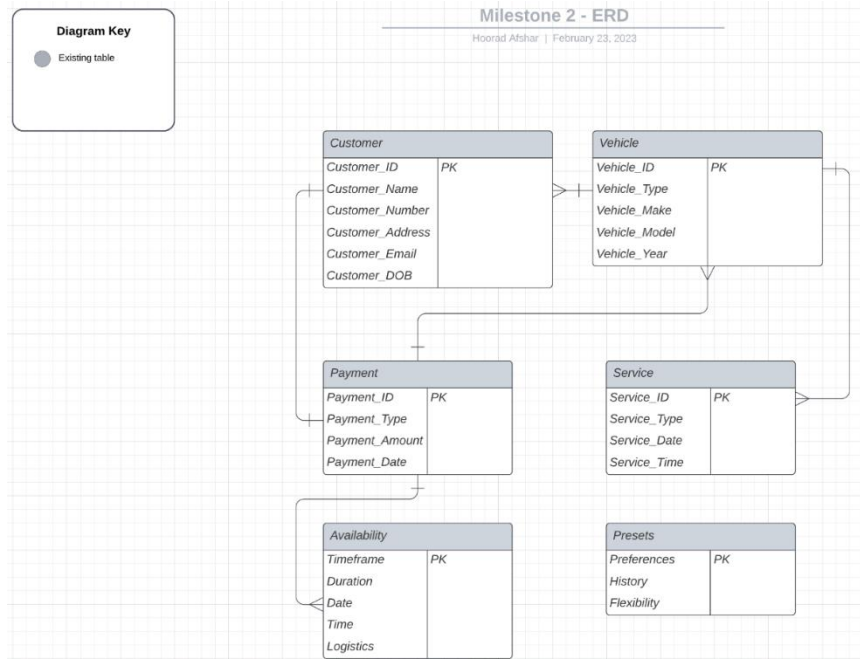 Milestone 2 - ERD
Hoorad Afshar | February 23, 2023
Diagram Key
Existing table
Customer
Customer_ID PK
Customer_Name
Customer_Number
Customer_Address
Customer_Email
Customer_DOB
Vehicle
Vehicle_ID PK
Vehicle_Type
Vehicle_Make
Vehicle_Model
Vehicle_Year
Payment
Payment_ID PK
Payment_Type
Payment_Amount
Payment_Date
Service
Service_ID PK
Service_Type
Service_Date
Service_Time
Availability
Timeframe PK
Duration
Date
Time
Logistics
Presets
Preferences PK
History
Flexibility